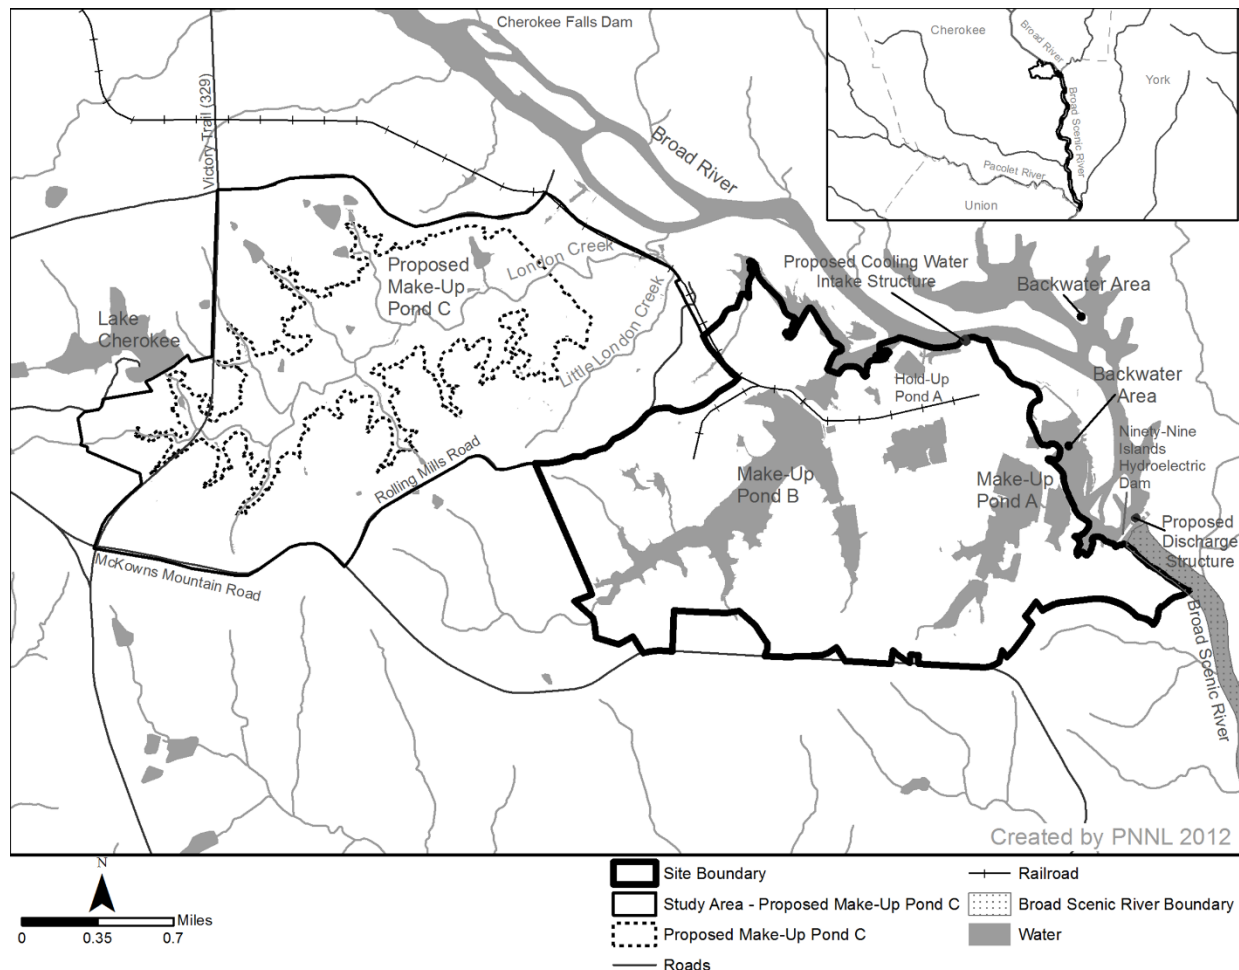 Cherokee Falls Dam
Cherokee
Broad River
York
Broad Scenic River
Pacolet River
Union
Victory Trail (329)
Broad River
London Creek
Proposed
Make-Up
Pond C
Proposed Cooling Water
Intake Structure
Backwater Area
Lake
Cherokee
Little London Creek
Hold-Up
Pond A
Backwater
Area
Ninety-Nine
Islands
Hydroelectric
Dam
Rolling Mills Road
Make-Up
Pond B
Make-Up
Pond A
Proposed
Discharge
Structure
McKowns Mountain Road
Broad Scenic River
Created by PNNL 2012
N
Miles
0 0.35 0.7
Site Boundary
Study Area - Proposed Make-Up Pond C
Proposed Make-Up Pond C
Roads
Railroad
Broad Scenic River Boundary
Water